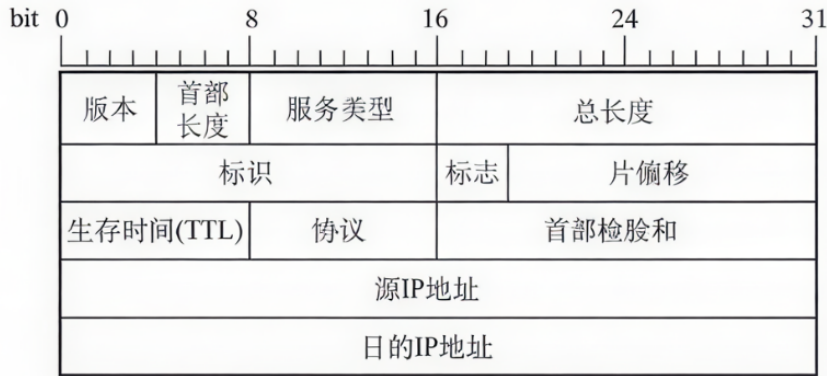 bit 0 8 16 24 31
版本 首部长度 服务类型 总长度
标识 标志 片偏移
生存时间(TTL) 协议 首部检脸和
源IP地址
日的IP地址